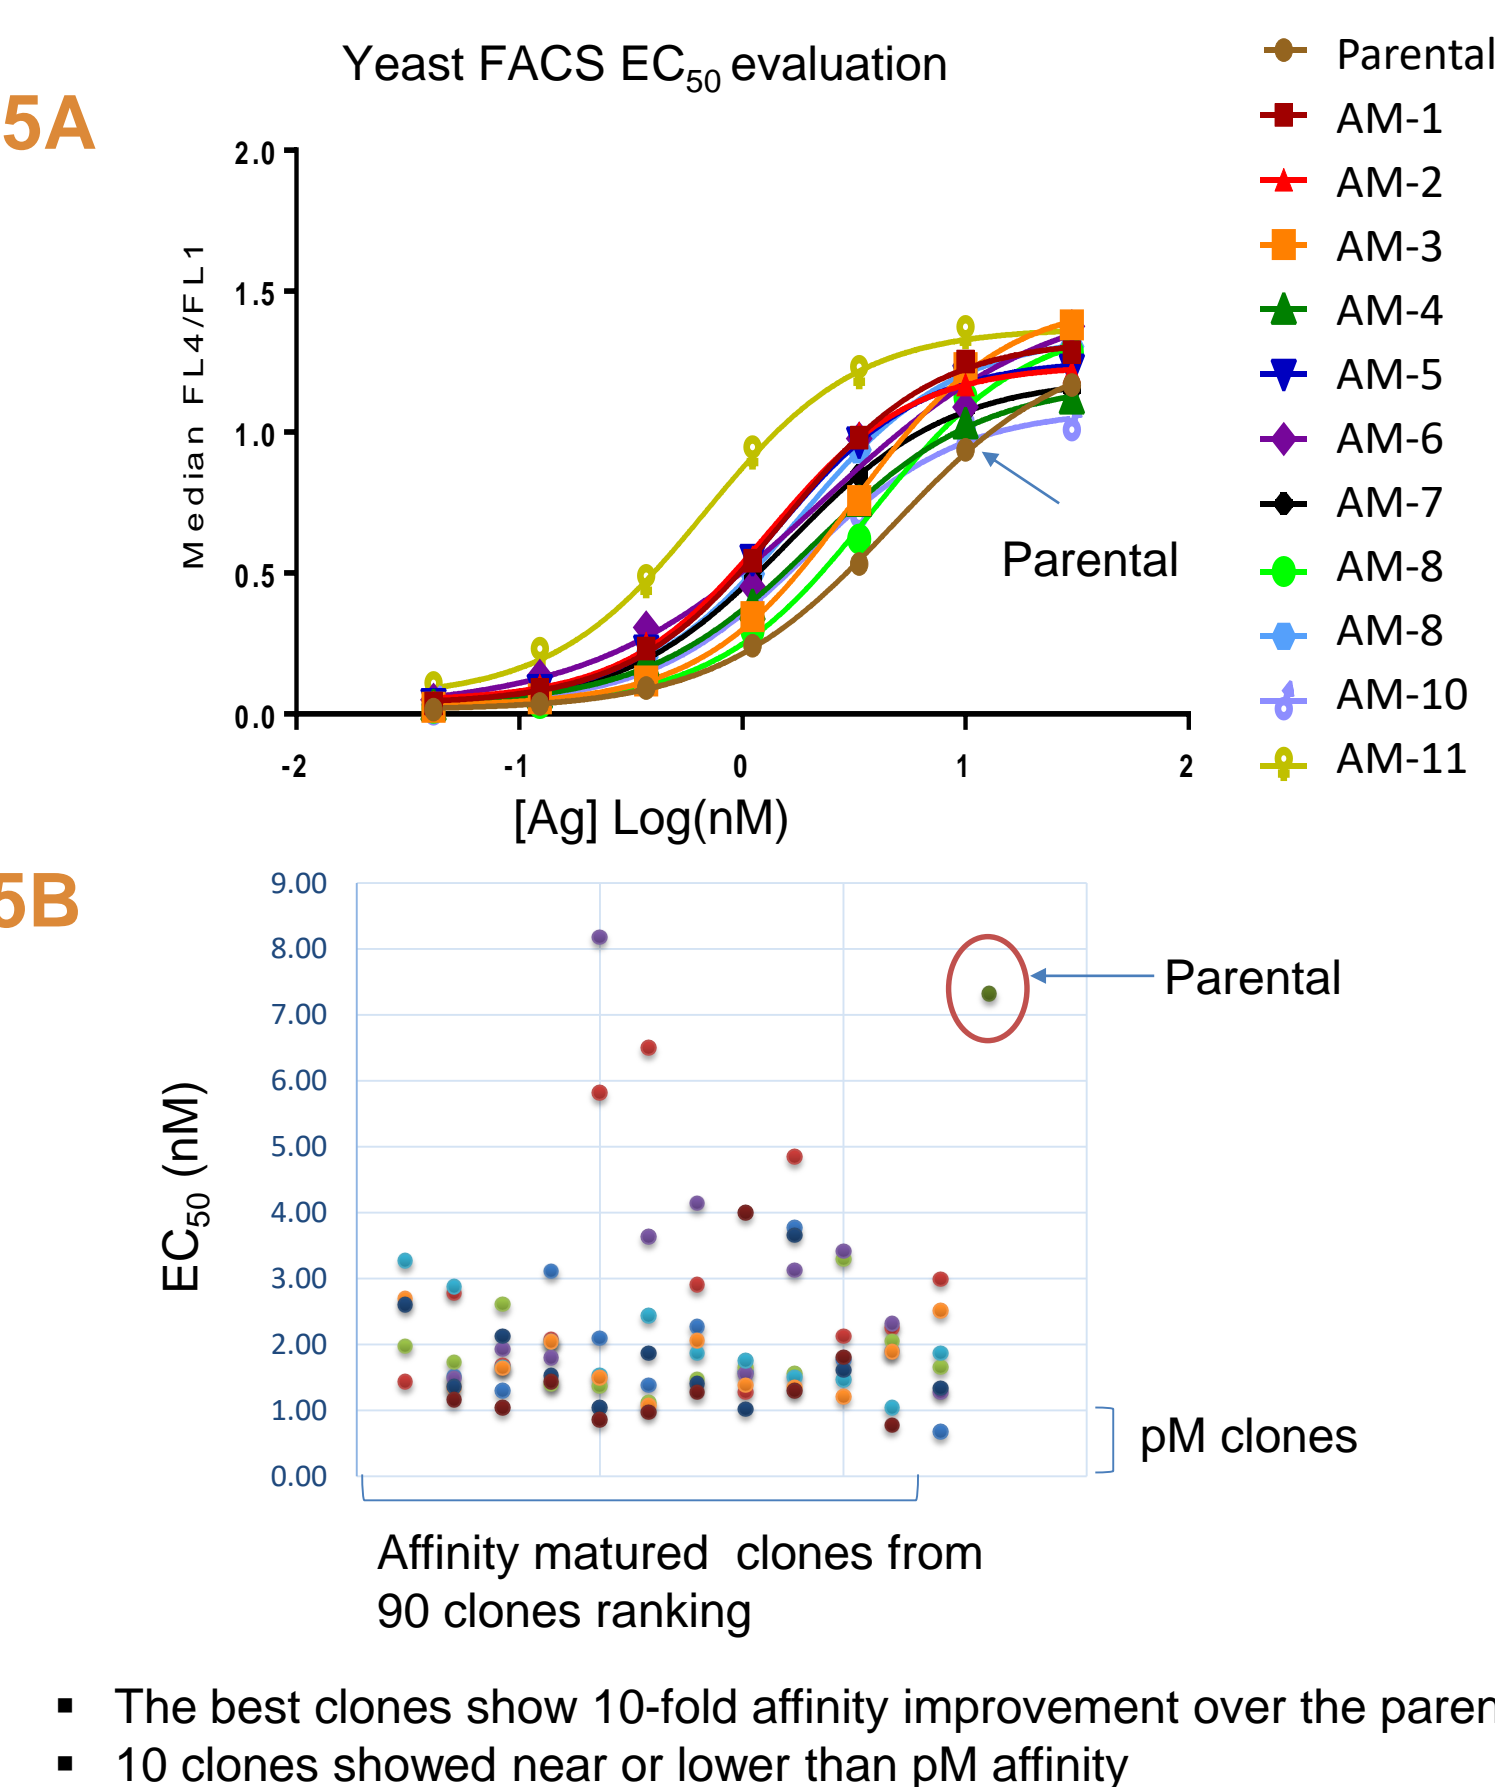 Yeast FACS EC50 evaluation
5A
Parental
AM-1
AM-2
AM-3
AM-4
AM-5
AM-6
AM-7
AM-8
AM-8
AM-10
AM-11
2.0
1.5
1.0
0.5
0.0
Median FL4/FL1
-2
-1
0
1
2
[Ag] Log(nM)
Parental
5B
9.00
8.00
7.00
6.00
5.00
4.00
3.00
2.00
1.00
0.00
EC50 (nM)
Parental
pM clones
Affinity matured clones from
90 clones ranking
▪ The best clones show 10-fold affinity improvement over the paren
▪ 10 clones showed near or lower than pM affinity